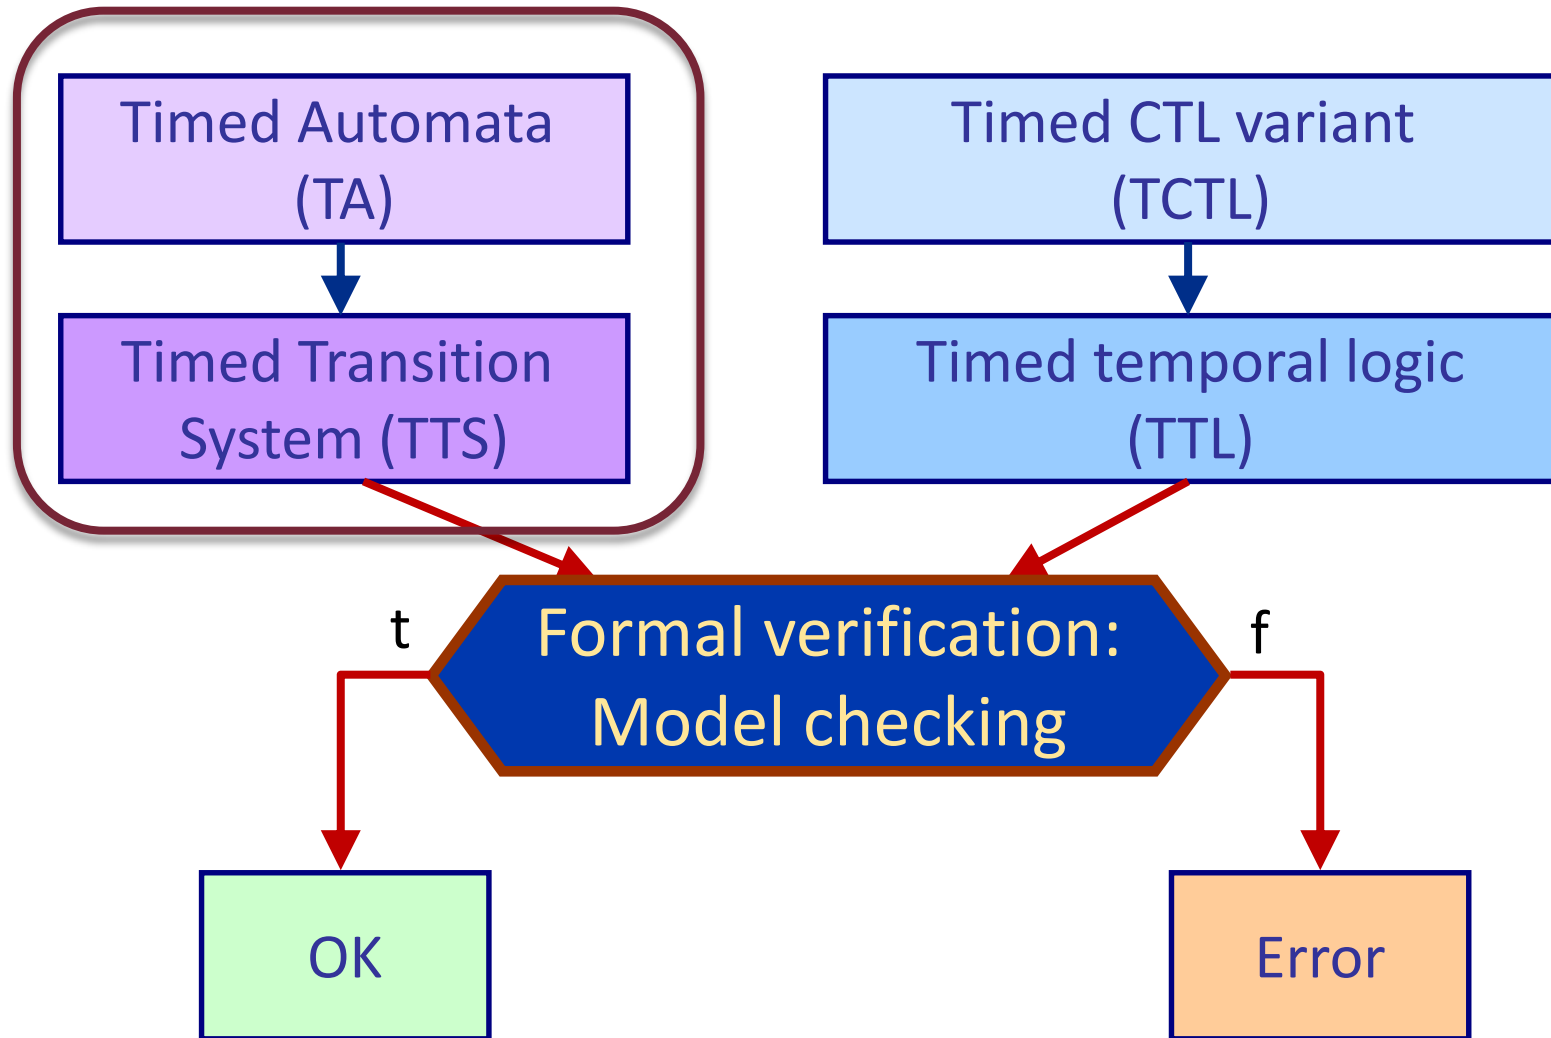 Timed Automata
(TA)
Timed CTL variant
(TCTL)
Timed Transition
System (TTS)
Timed temporal logic
(TTL)
t
Formal verification:
Model checking
f
OK
Error